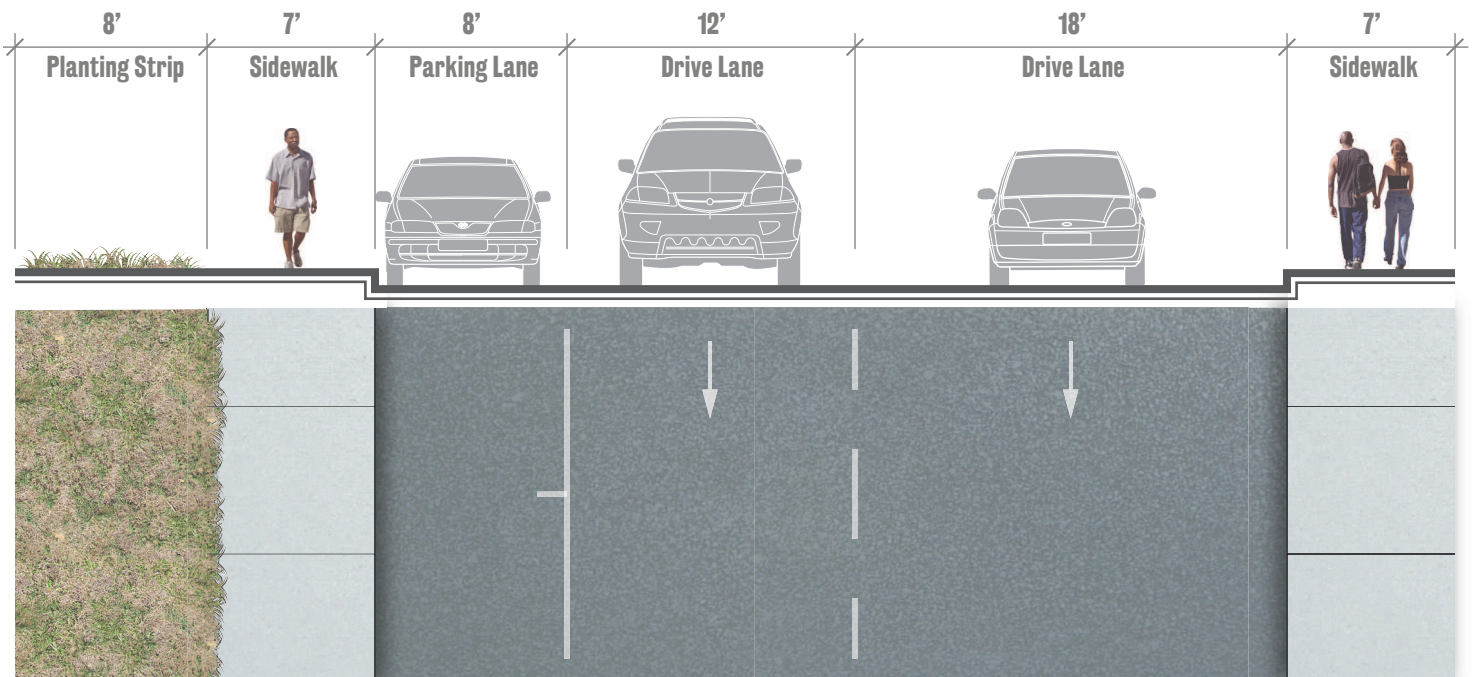 8’ 7’ 8’ 12’ 18’ 7’
Planting Strip Sidewalk Parking Lane Drive Lane Drive Lane Sidewalk